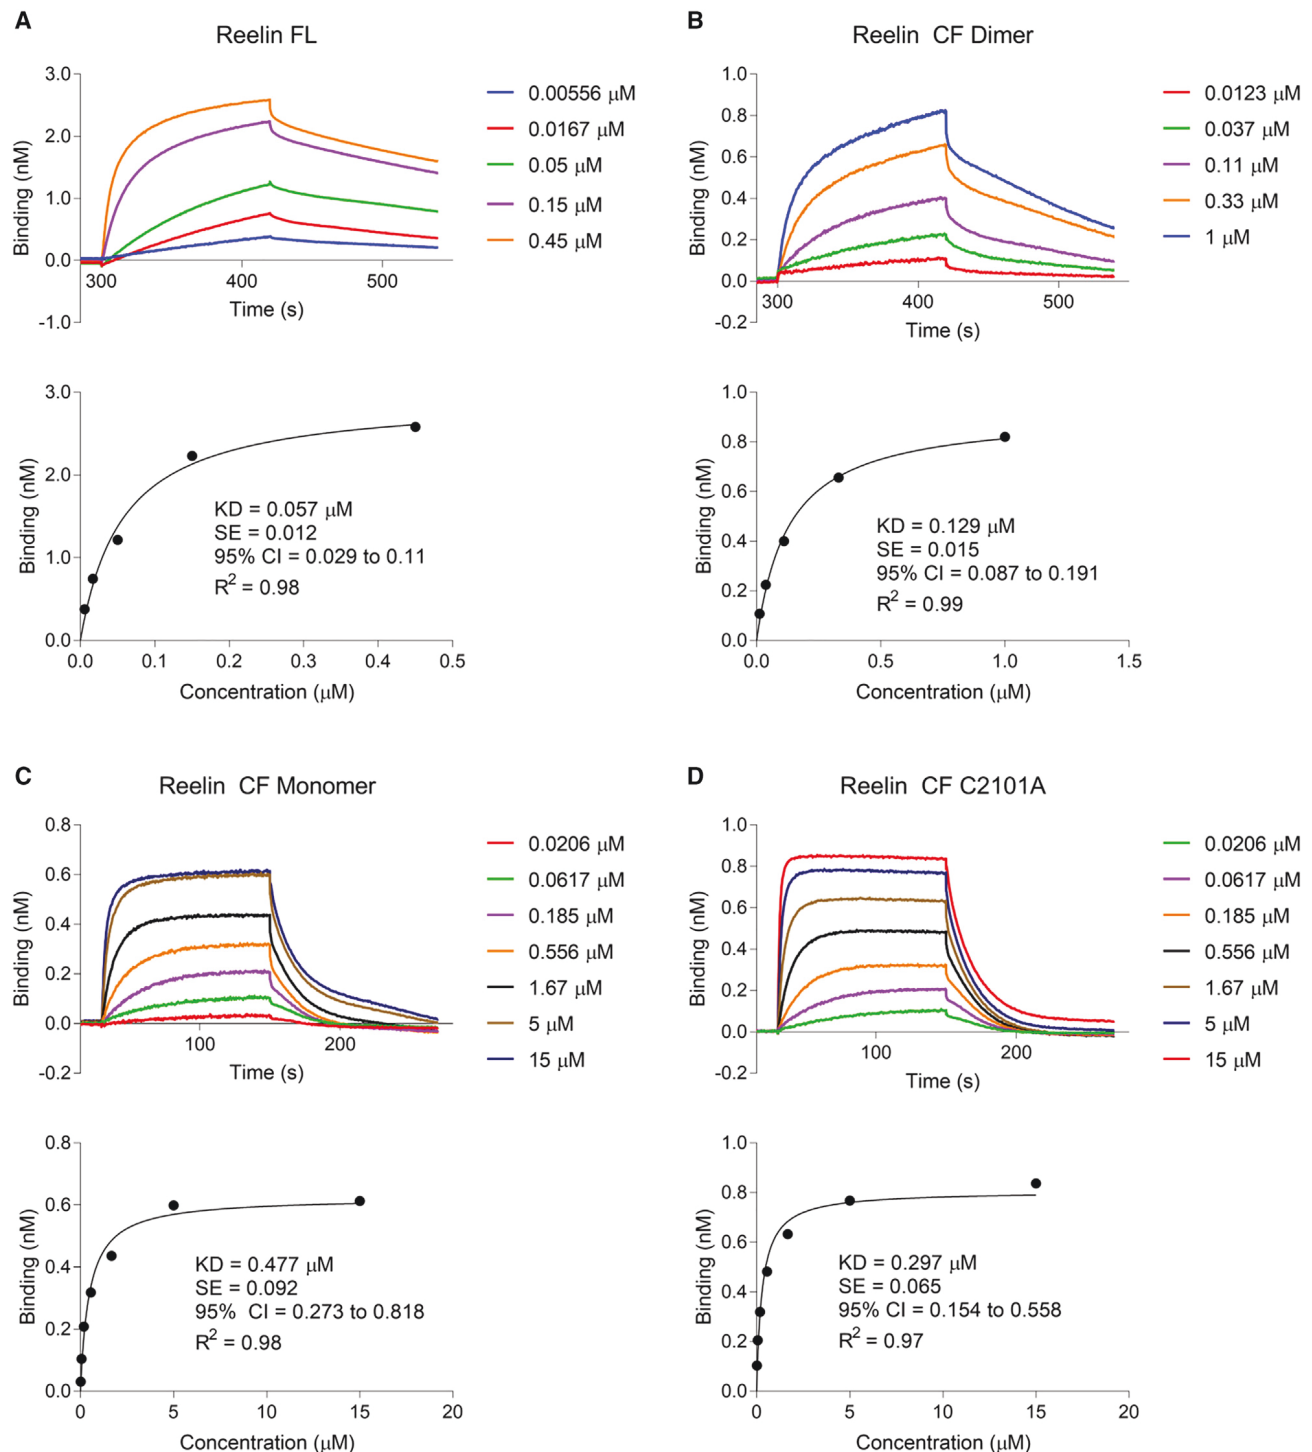 A
Reelin FL
3.0
2.0
1.0
0.0
-1.0
Binding (nM)
300
400
500
Time (s)
0.00556 μM
0.0167 μM
0.05 μM
0.15 μM
0.45 μM
3.0
2.0
1.0
0.0
Binding (nM)
KD = 0.057 μM
SE = 0.012
95% CI = 0.029 to 0.11
R² = 0.98
0.0
0.1
0.2
0.3
0.4
0.5
Concentration (μM)
B
Reelin CF Dimer
1.0
0.8
0.6
0.4
0.2
0.0
-0.2
Binding (nM)
300
400
500
Time (s)
0.0123 μM
0.037 μM
0.11 μM
0.33 μM
1 μM
1.0
0.8
0.6
0.4
0.2
0.0
Binding (nM)
KD = 0.129 μM
SE = 0.015
95% CI = 0.087 to 0.191
R² = 0.99
0.0
0.5
1.0
1.5
Concentration (μM)
C
Reelin CF Monomer
0.8
0.6
0.4
0.2
0.0
-0.2
Binding (nM)
100
200
Time (s)
0.0206 μM
0.0617 μM
0.185 μM
0.556 μM
1.67 μM
5 μM
15 μM
0.8
0.6
0.4
0.2
0.0
Binding (nM)
KD = 0.477 μM
SE = 0.092
95% CI = 0.273 to 0.818
R² = 0.98
0
5
10
15
20
Concentration (μM)
D
Reelin CF C2101A
1.0
0.8
0.6
0.4
0.2
0.0
-0.2
Binding (nM)
100
200
Time (s)
0.0206 μM
0.0617 μM
0.185 μM
0.556 μM
1.67 μM
5 μM
15 μM
1.0
0.8
0.6
0.4
0.2
0.0
Binding (nM)
KD = 0.297 μM
SE = 0.065
95% CI = 0.154 to 0.558
R² = 0.97
0
5
10
15
20
Concentration (μM)